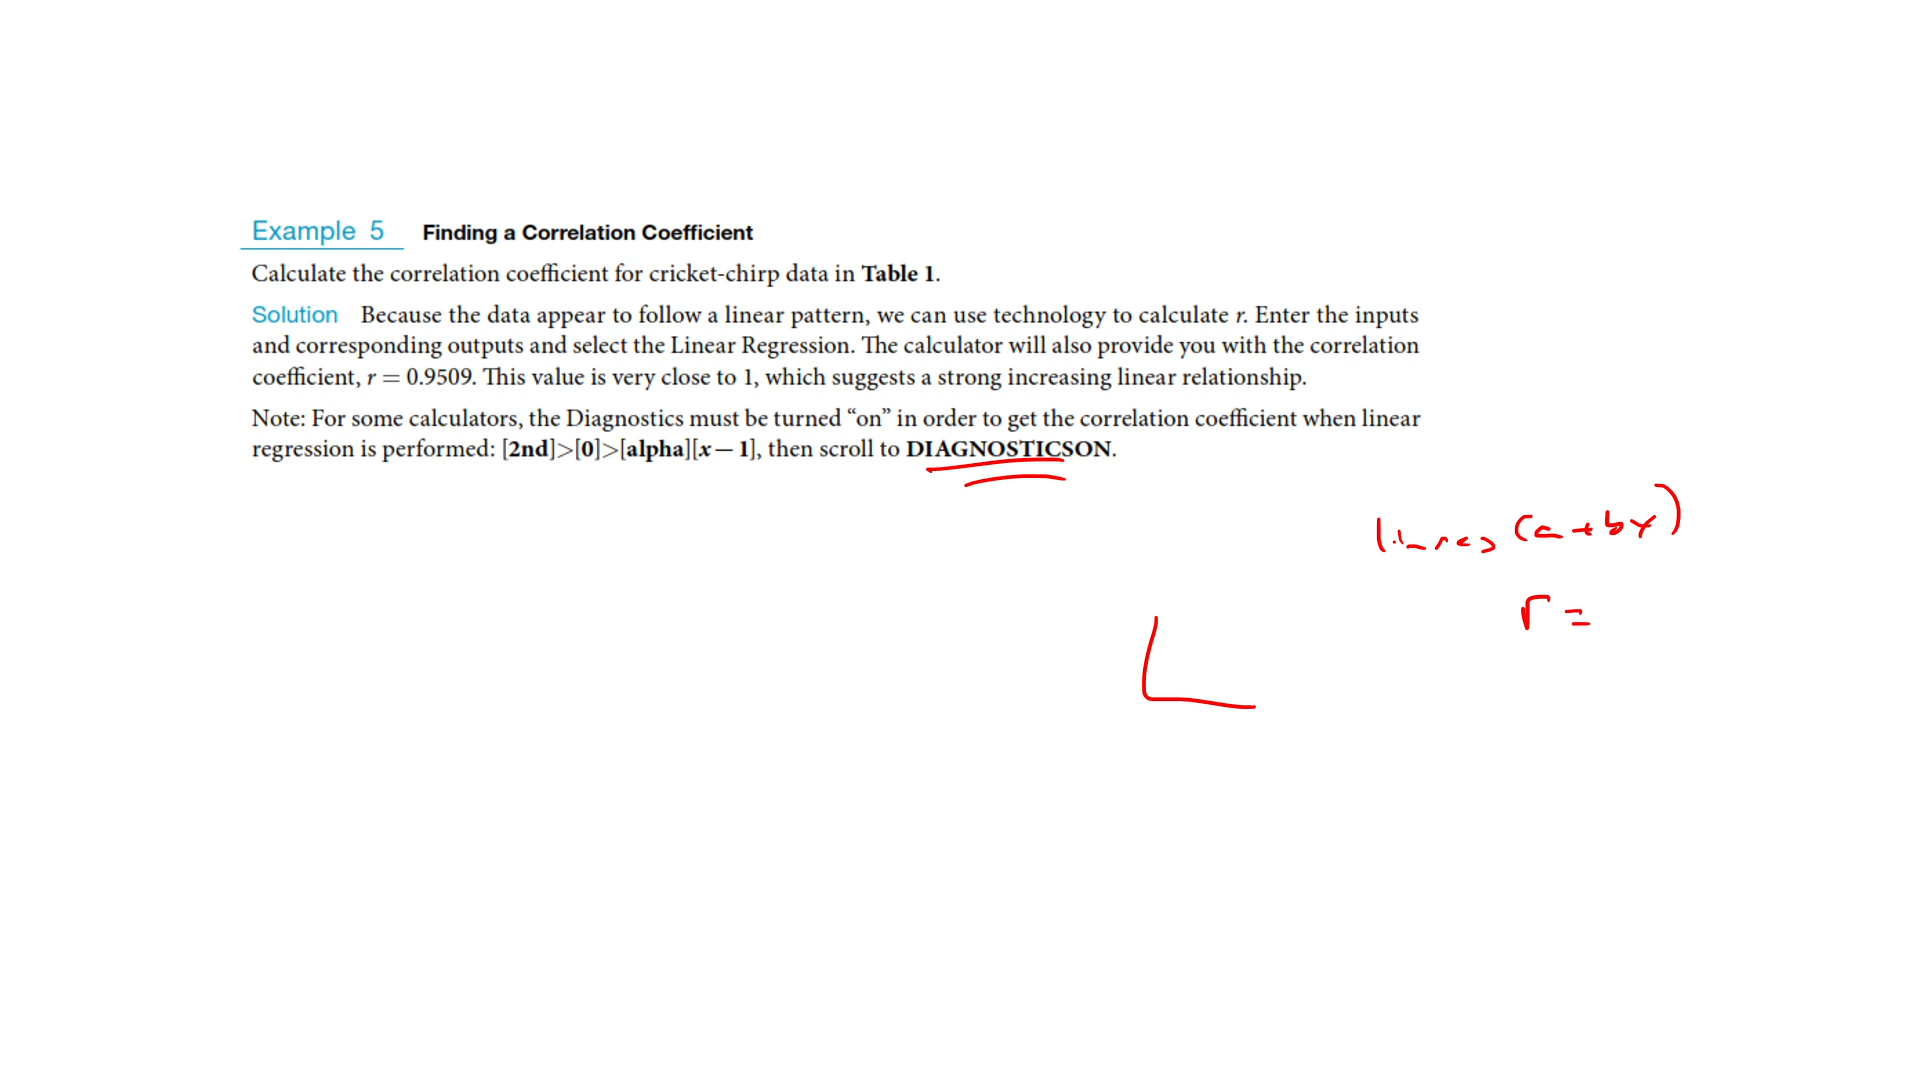 Example 5 Finding a Correlation Coefficient
Calculate the correlation coefficient for cricket-chirp data in Table 1.
Solution Because the data appear to follow a linear pattern, we can use technology to calculate r. Enter the inputs
and corresponding outputs and select the Linear Regression. The calculator will also provide you with the correlation
coefficient, r = 0.9509. This value is very close to 1, which suggests a strong increasing linear relationship.
Note: For some calculators, the Diagnostics must be turned “on” in order to get the correlation coefficient when linear
regression is performed: [2nd]>[0]>[alpha][x − 1], then scroll to DIAGNOSTICSON.
(a+bx)
r =